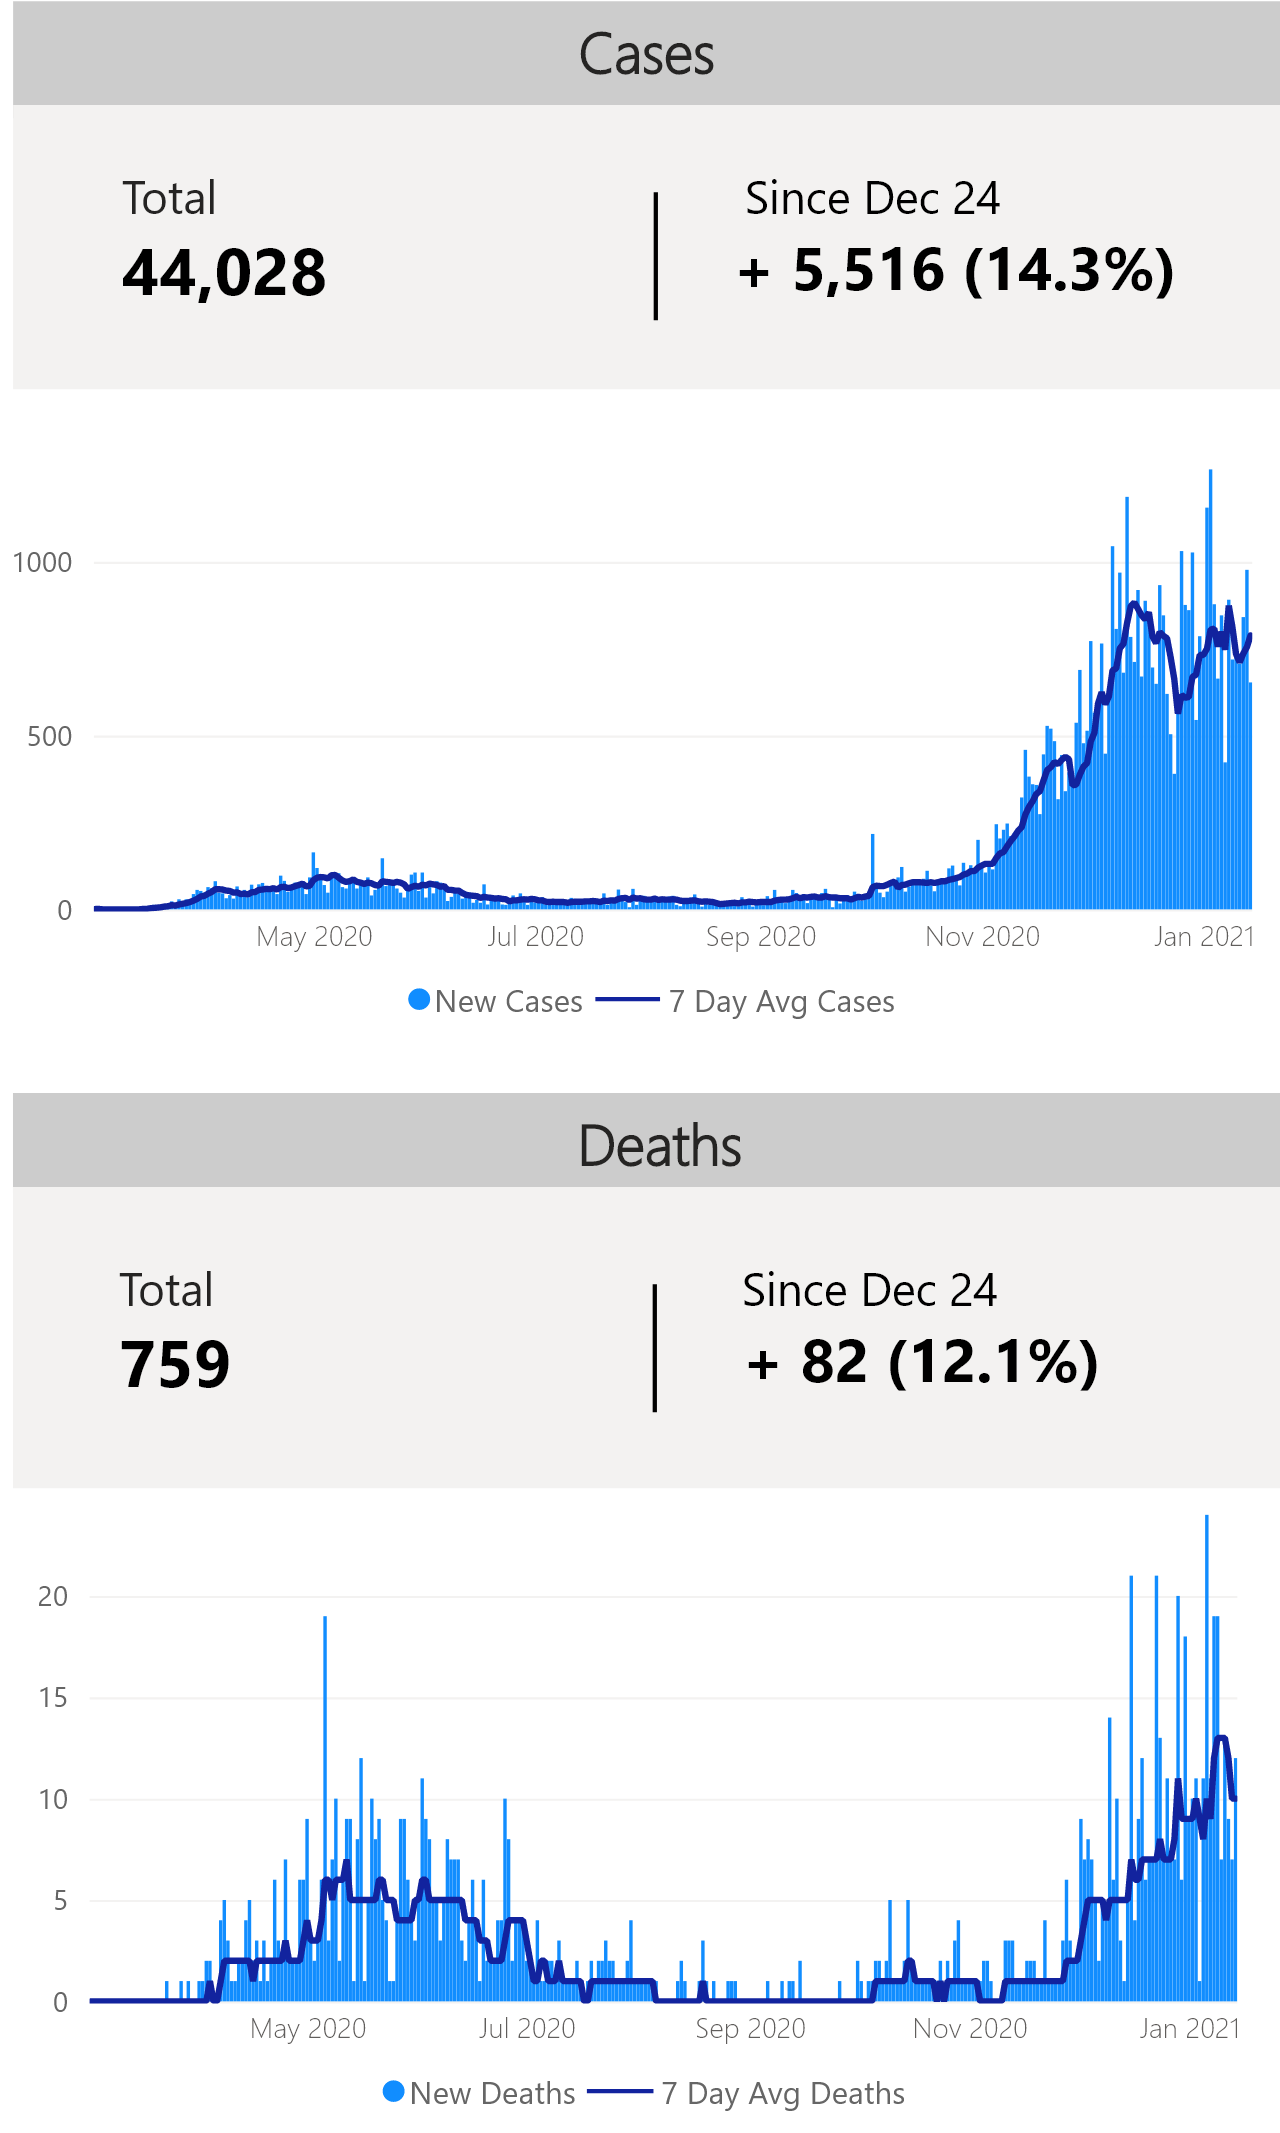 Cases
Total
Since Dec 24
44,028
+ 5,516 (14.3%)
1000
500
0
May 2020
Jul 2020
Sep 2020
Nov 2020
Jan 2021
New Cases
7 Day Avg Cases
Deaths
Total
Since Dec 24
759
+ 82 (12.1%)
20
15
10
5
0
May 2020
Jul 2020
Sep 2020
Nov 2020
Jan 2021
New Deaths
7 Day Avg Deaths